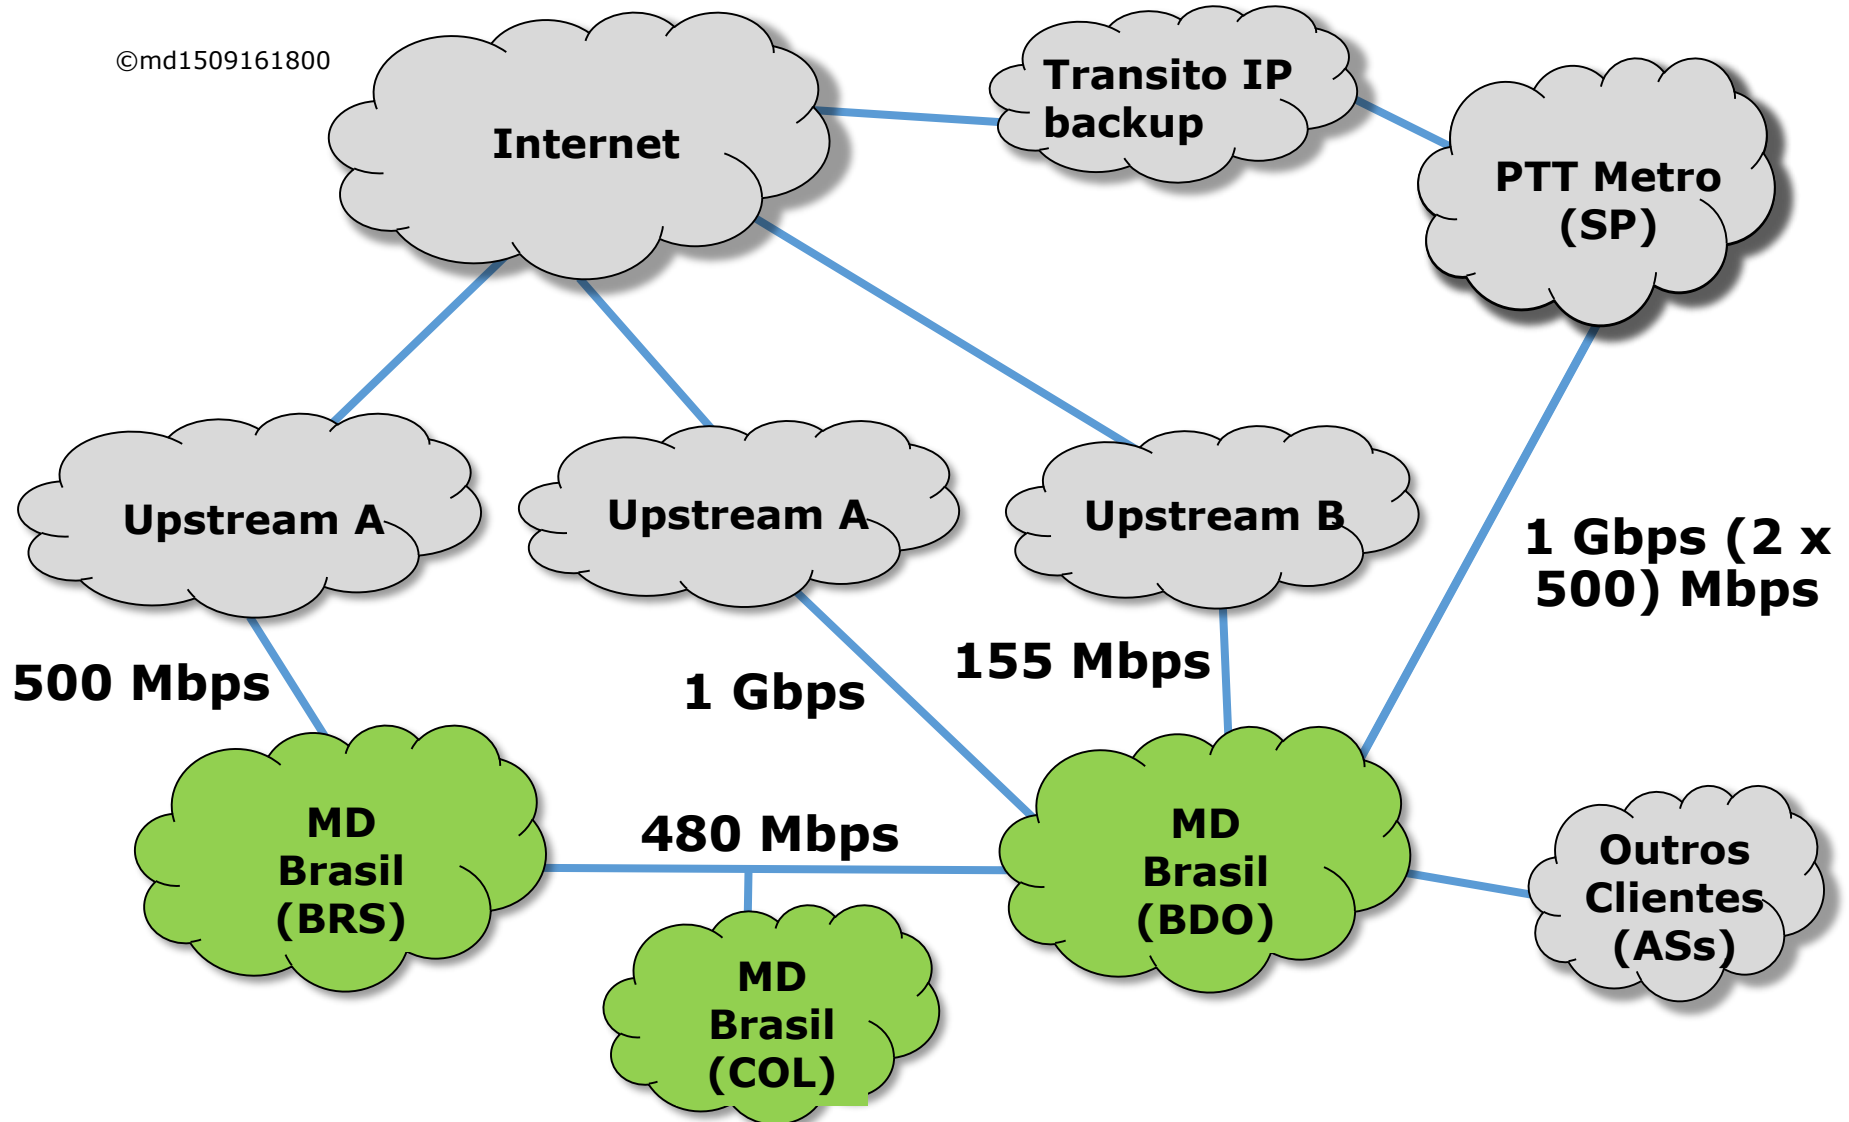 ©md1509161800
Internet
Transito IP
backup
PTT Metro
(SP)
Upstream A
Upstream A
Upstream B
1 Gbps (2 x
500) Mbps
500 Mbps
1 Gbps
155 Mbps
480 Mbps
MD
Brasil
(BRS)
MD
Brasil
(COL)
MD
Brasil
(BDO)
Outros
Clientes
(ASs)